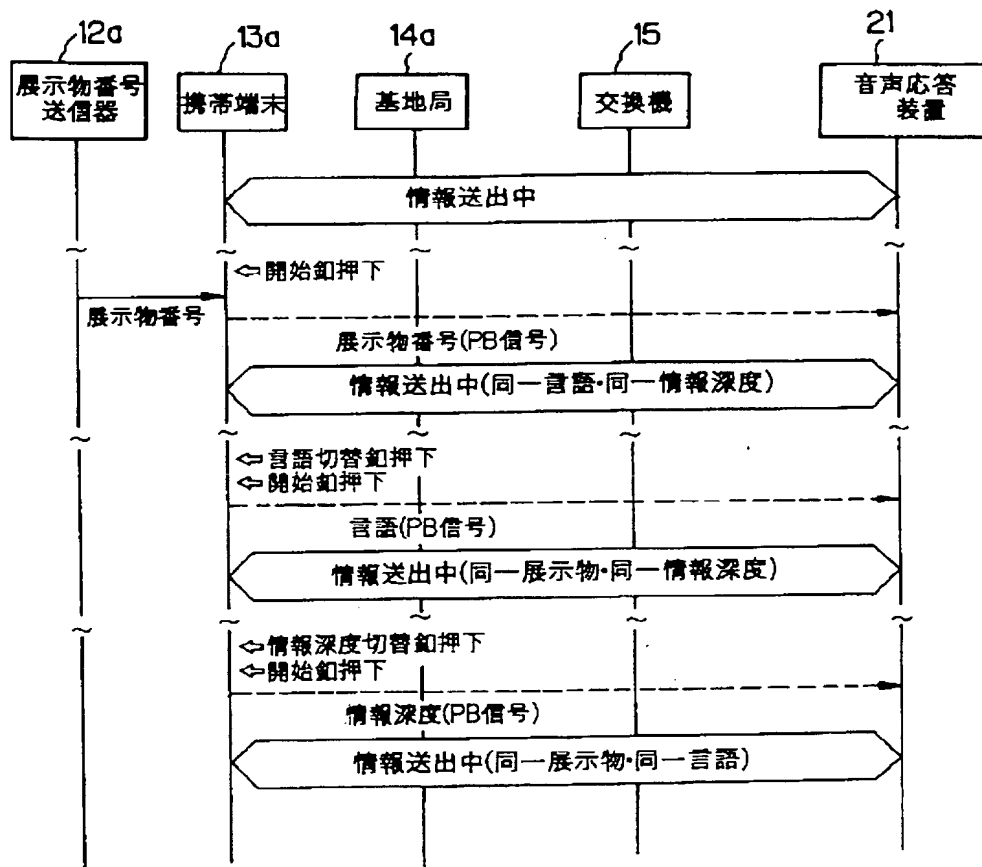 12a
13a
14a
15
21
展示物番号
送信器
携帯端末
基地局
交換機
音声応答
装置
情報送出中
⇦開始釦押下
展示物番号
展示物番号(PB信号)
情報送出中(同一言語・同一情報深度)
⇦言語切替釦押下
⇦開始釦押下
言語(PB信号)
情報送出中(同一展示物・同一情報深度)
⇦情報深度切替釦押下
⇦開始釦押下
情報深度(PB信号)
情報送出中(同一展示物・同一言語)